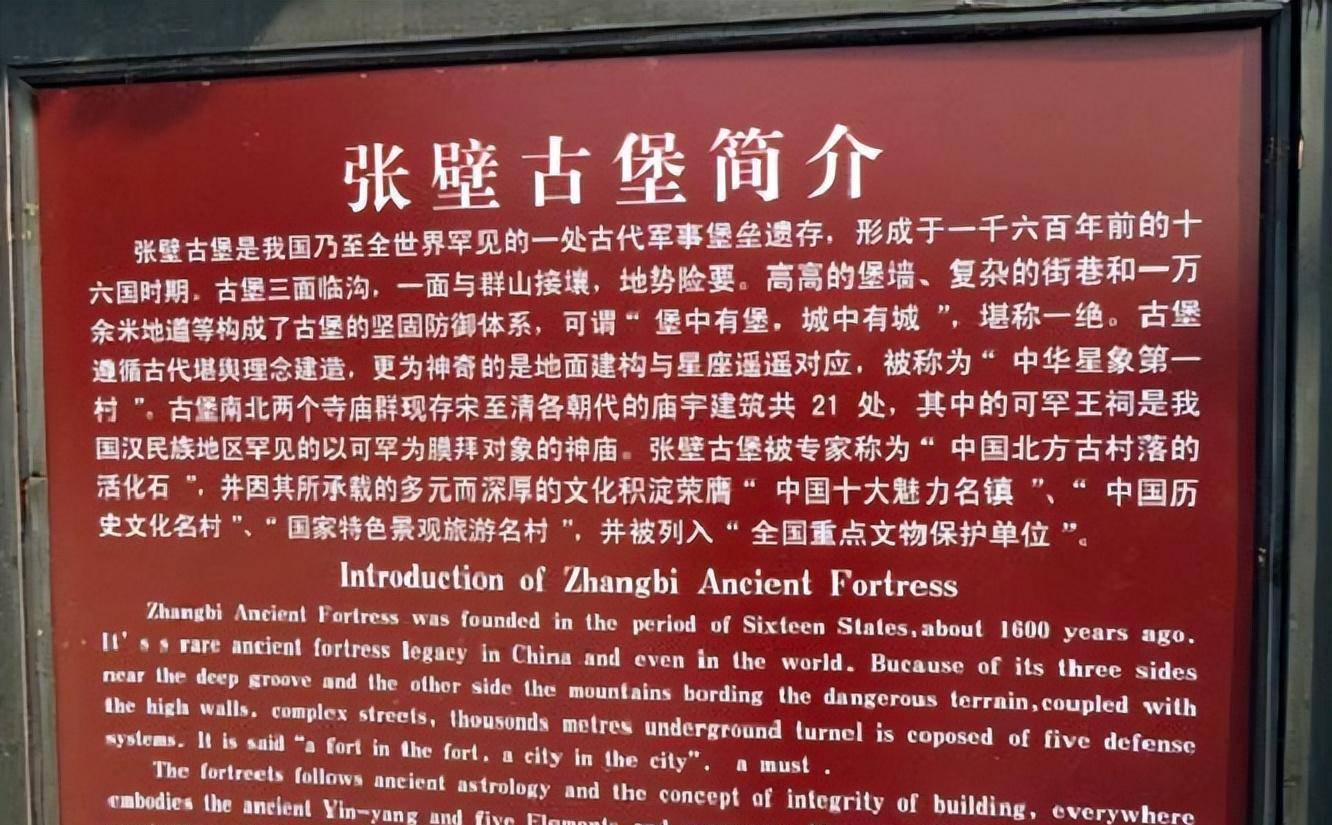 张壁古堡简介
张壁古堡是我国乃至全世界罕见的一处古代军事堡垒遗存，形成于一千六百年前的十
六国时期。古堡三面临沟，一面与群山接壤，地势险要。高高的堡墙、复杂的街巷和一万
余米地道等构成了古堡的坚固防御体系，可谓“堡中有堡，城中有城”，堪称一绝。古堡
遵循古代堪舆理念建造，更为神奇的是地面建构与星座遥遥对应，被称为“中华星象第一
村”。古堡南北两个寺庙群现存宋至清各朝代的庙宇建筑共 21 处，其中的可罕王祠是我
国汉民族地区罕见的以可罕为膜拜对象的神庙。张壁古堡被专家称为“中国北方古村落的
活化石”，并因其所承载的多元而深厚的文化积淀荣膺“中国十大魅力名镇”、“中国历
史文化名村”、“国家特色景观旅游名村”，并被列入“全国重点文物保护单位”。
Introduction of Zhangbi Ancient Fortress
Zhangbi Ancient Fortress was founded in the period of Sixteen States,about 1600 years ago.
It's s rare ancient fortress legacy in China and even in the world. Bucause of its three sides
near the deep groove and the other side the mountains bording the dangerous terrain,coupled with
the high walls, complex streets, thousonds metres underground turnel is coposed of five defense
systems. It is said "a fort in the fort, a city in the city". a must .
The fortreets follows ancient astrology and the concept of integrity of building, everywhere
embodies the ancient Yin-yang and five Elements and